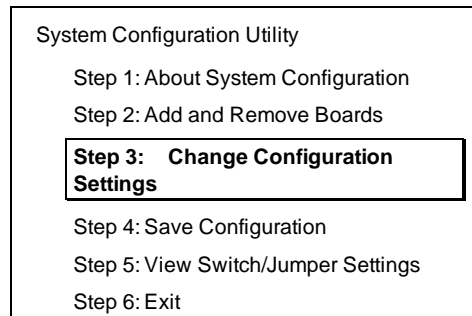 System Configuration Utility
Step 1: About System Configuration
Step 2: Add and Remove Boards
Step 3: Change Configuration
Settings
Step 4: Save Configuration
Step 5: View Switch/Jumper Settings
Step 6: Exit